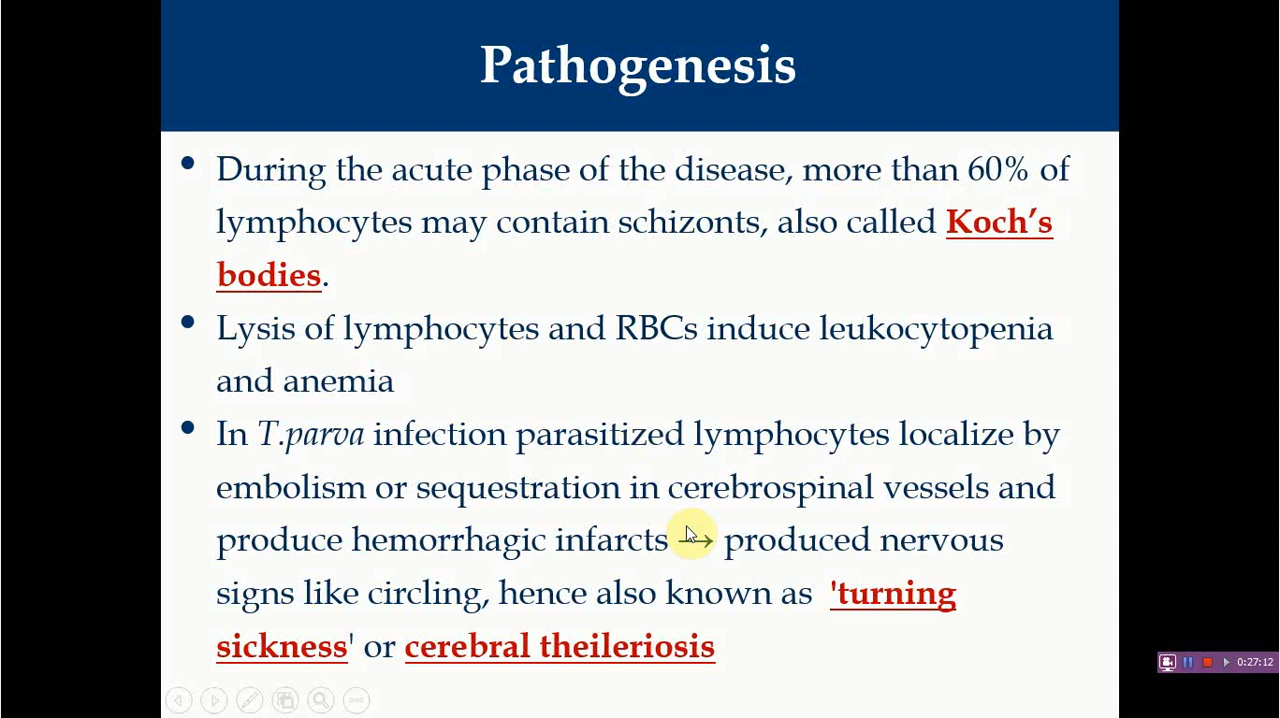 Pathogenesis
• During the acute phase of the disease, more than 60% of
lymphocytes may contain schizonts, also called Koch’s
bodies.
• Lysis of lymphocytes and RBCs induce leukocytopenia
and anemia
• In T.parva infection parasitized lymphocytes localize by
embolism or sequestration in cerebrospinal vessels and
produce hemorrhagic infarcts → produced nervous
signs like circling, hence also known as 'turning
sickness' or cerebral theileriosis
0:27:12